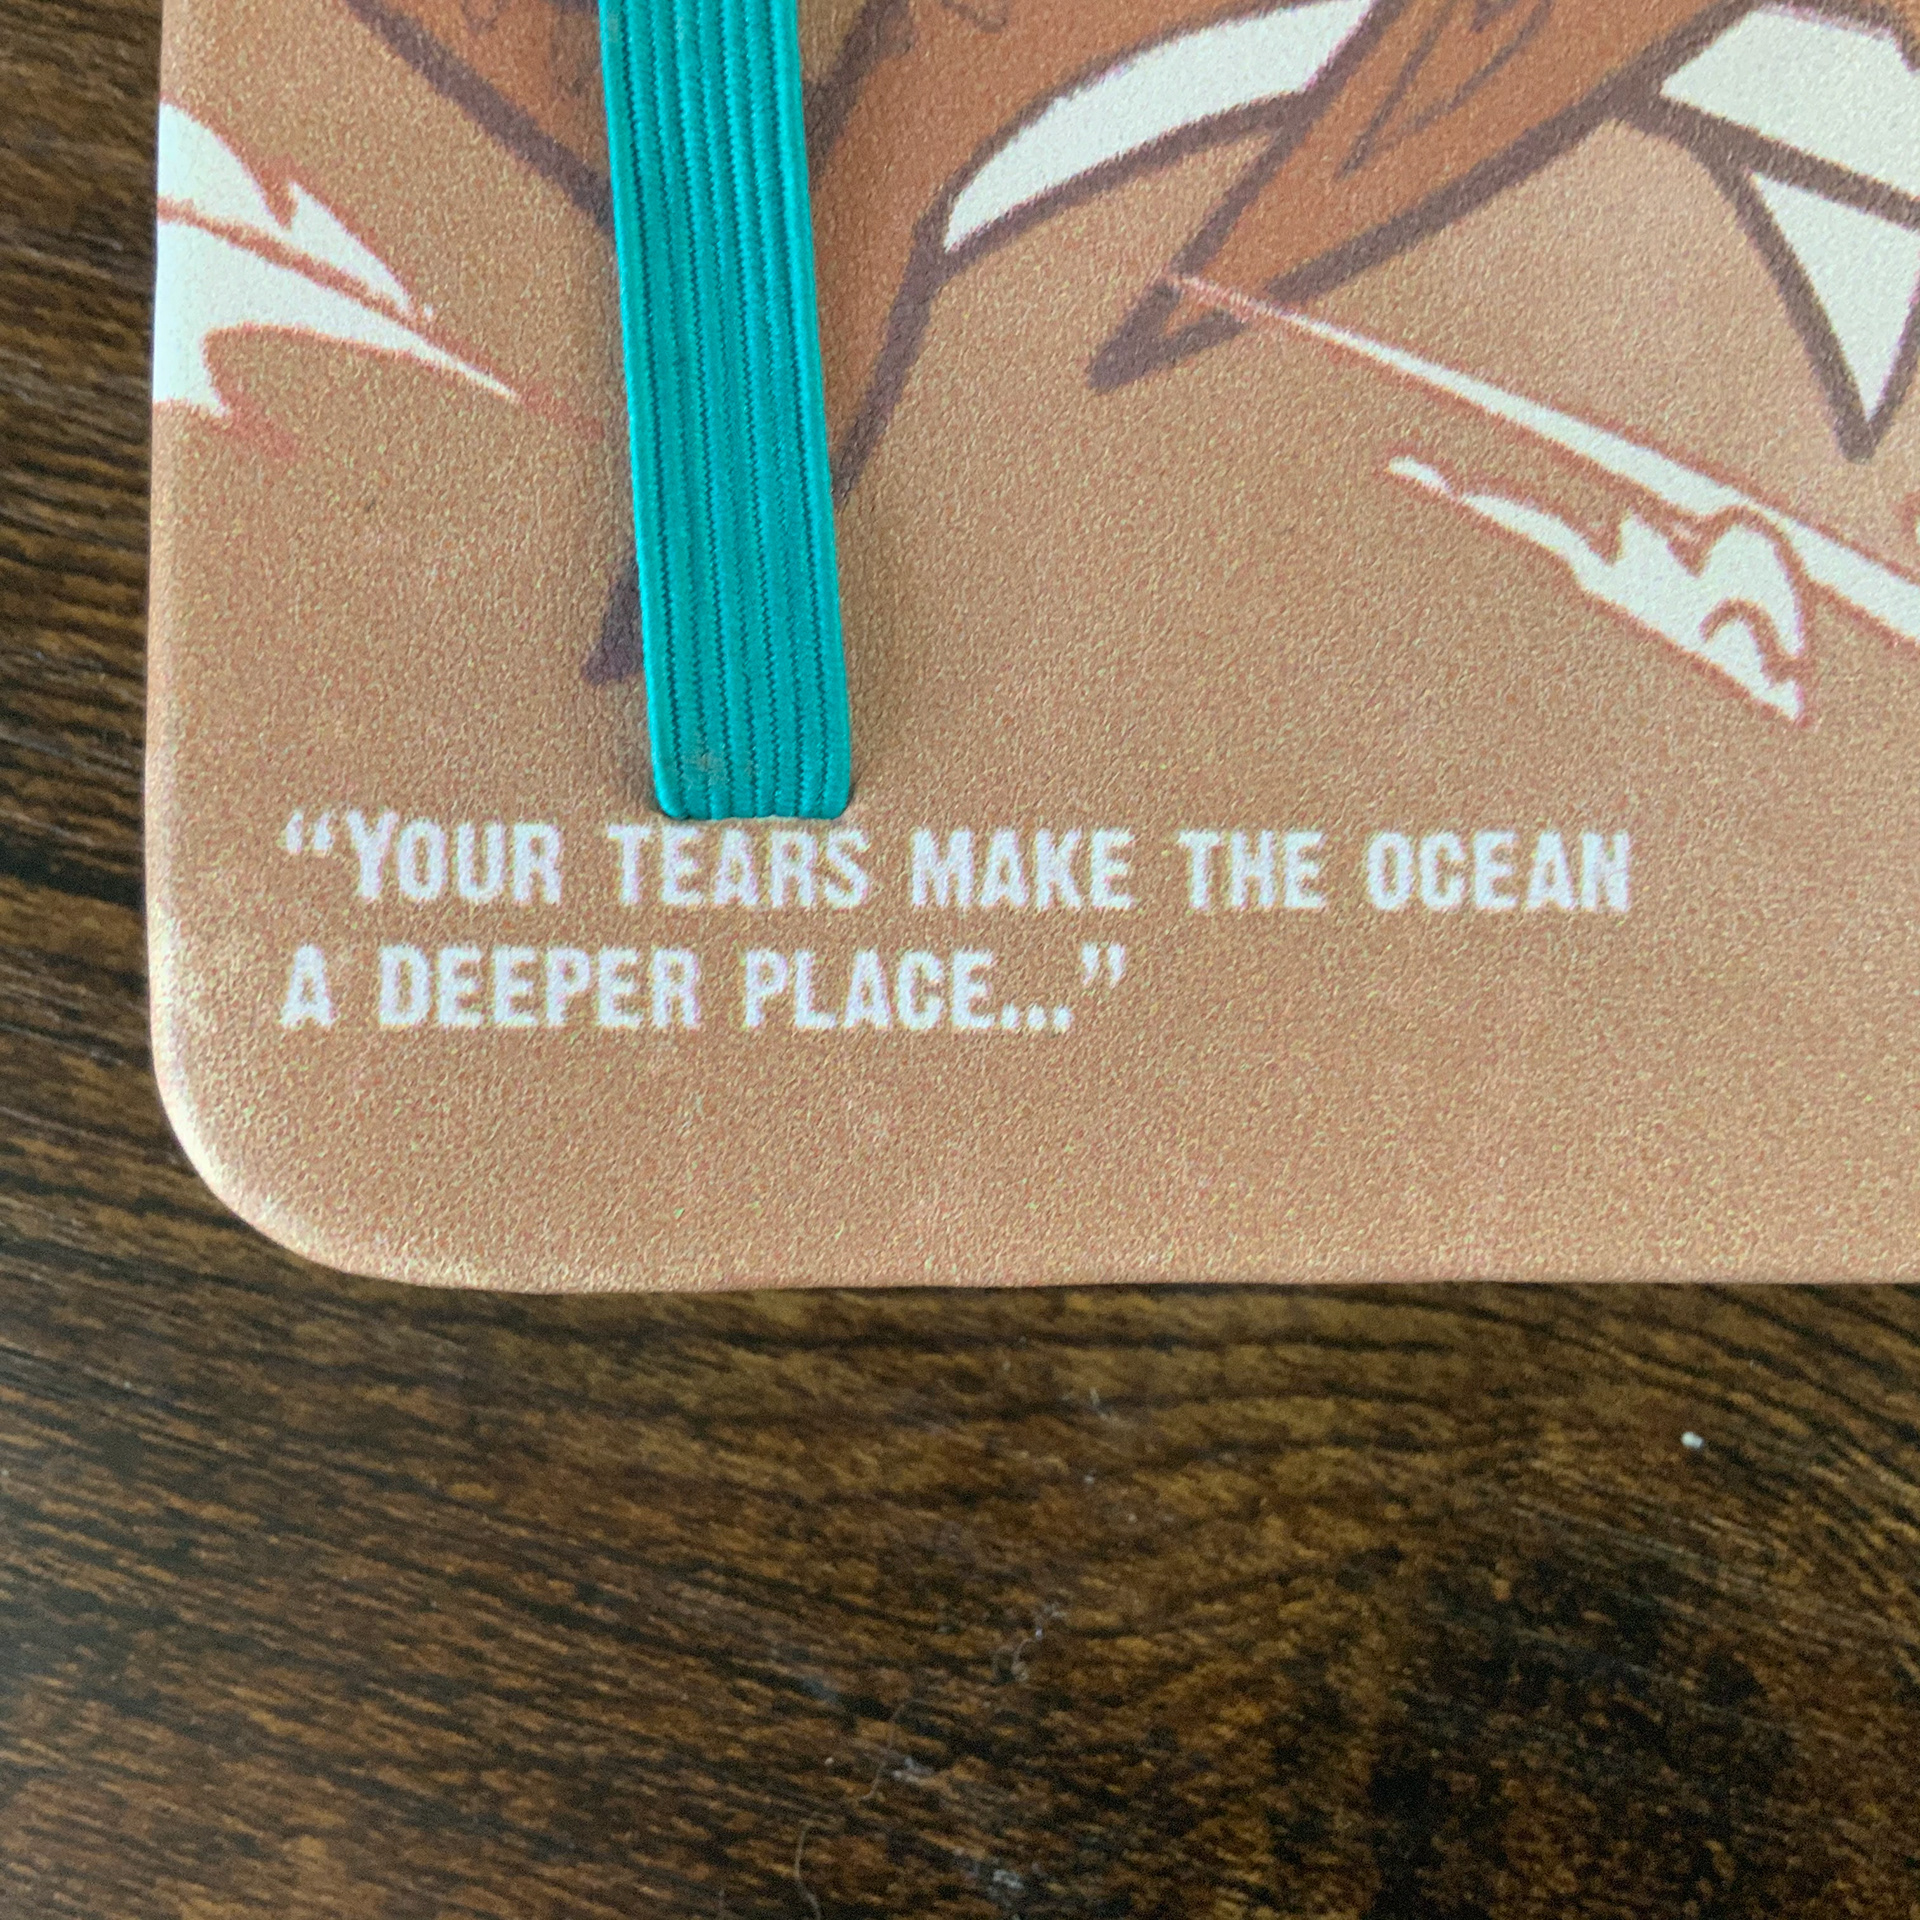 “YOUR TEARS MAKE THE OCEAN
A DEEPER PLACE...”